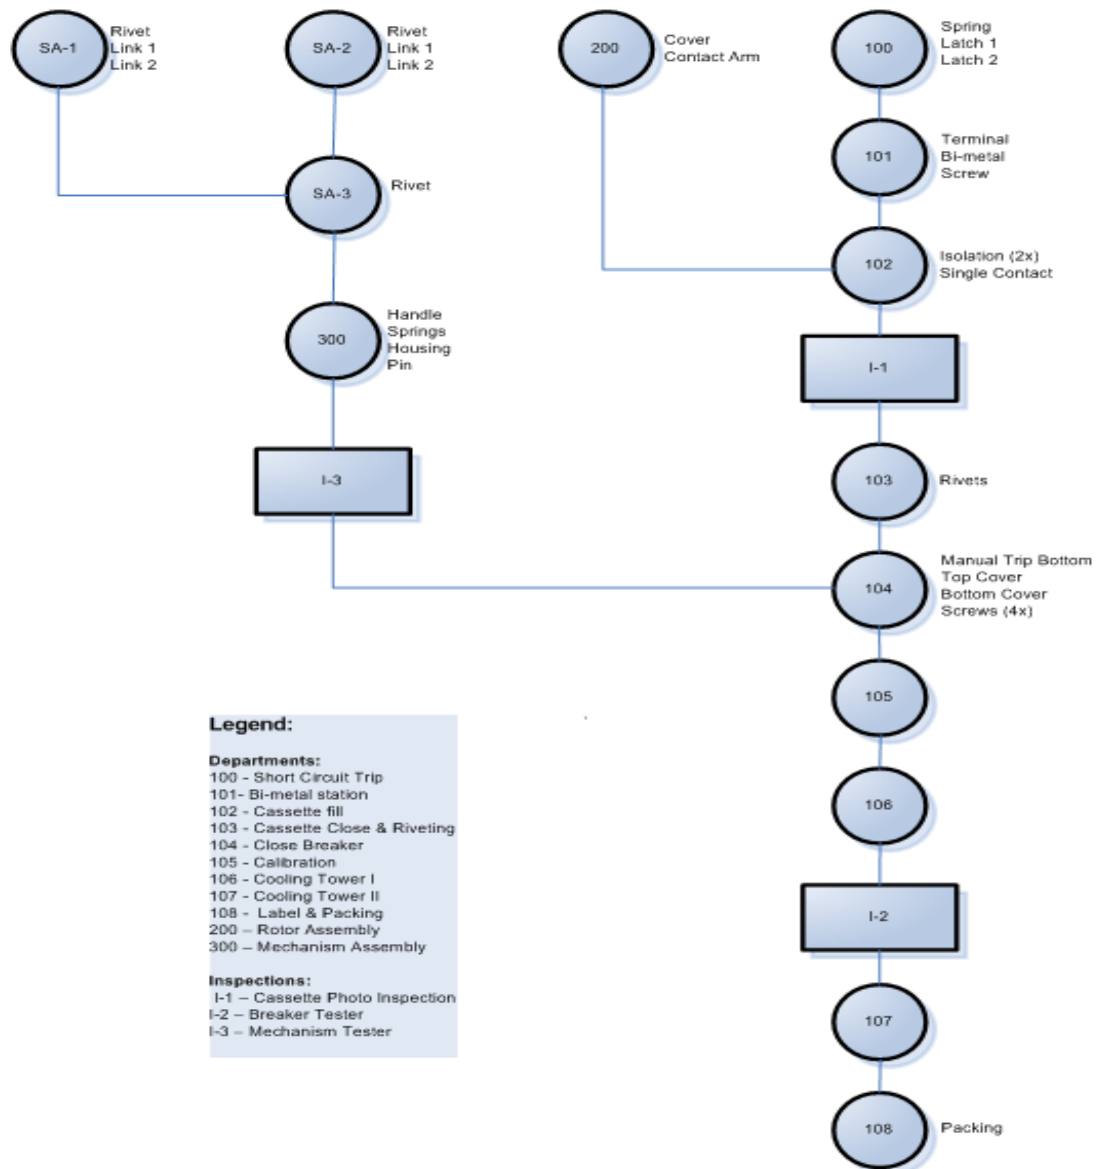 SA-1
Rivet
Link 1
Link 2
SA-2
Rivet
Link 1
Link 2
200
Cover
Contact Arm
100
Spring
Latch 1
Latch 2
101
Terminal
Bi-metal
Screw
SA-3
Rivet
102
Isolation (2x)
Single Contact
300
Handle
Springs
Housing
Pin
I-1
I-3
103
Rivets
104
Manual Trip Bottom
Top Cover
Bottom Cover
Screws (4x)
105
106
I-2
107
108
Packing
Legend:
Departments:
100 - Short Circuit Trip
101- Bi-metal station
102 - Cassette fill
103 - Cassette Close & Riveting
104 - Close Breaker
105 - Calibration
106 - Cooling Tower I
107 - Cooling Tower II
108 - Label & Packing
200 – Rotor Assembly
300 – Mechanism Assembly
Inspections:
I-1 – Cassette Photo Inspection
I-2 – Breaker Tester
I-3 – Mechanism Tester